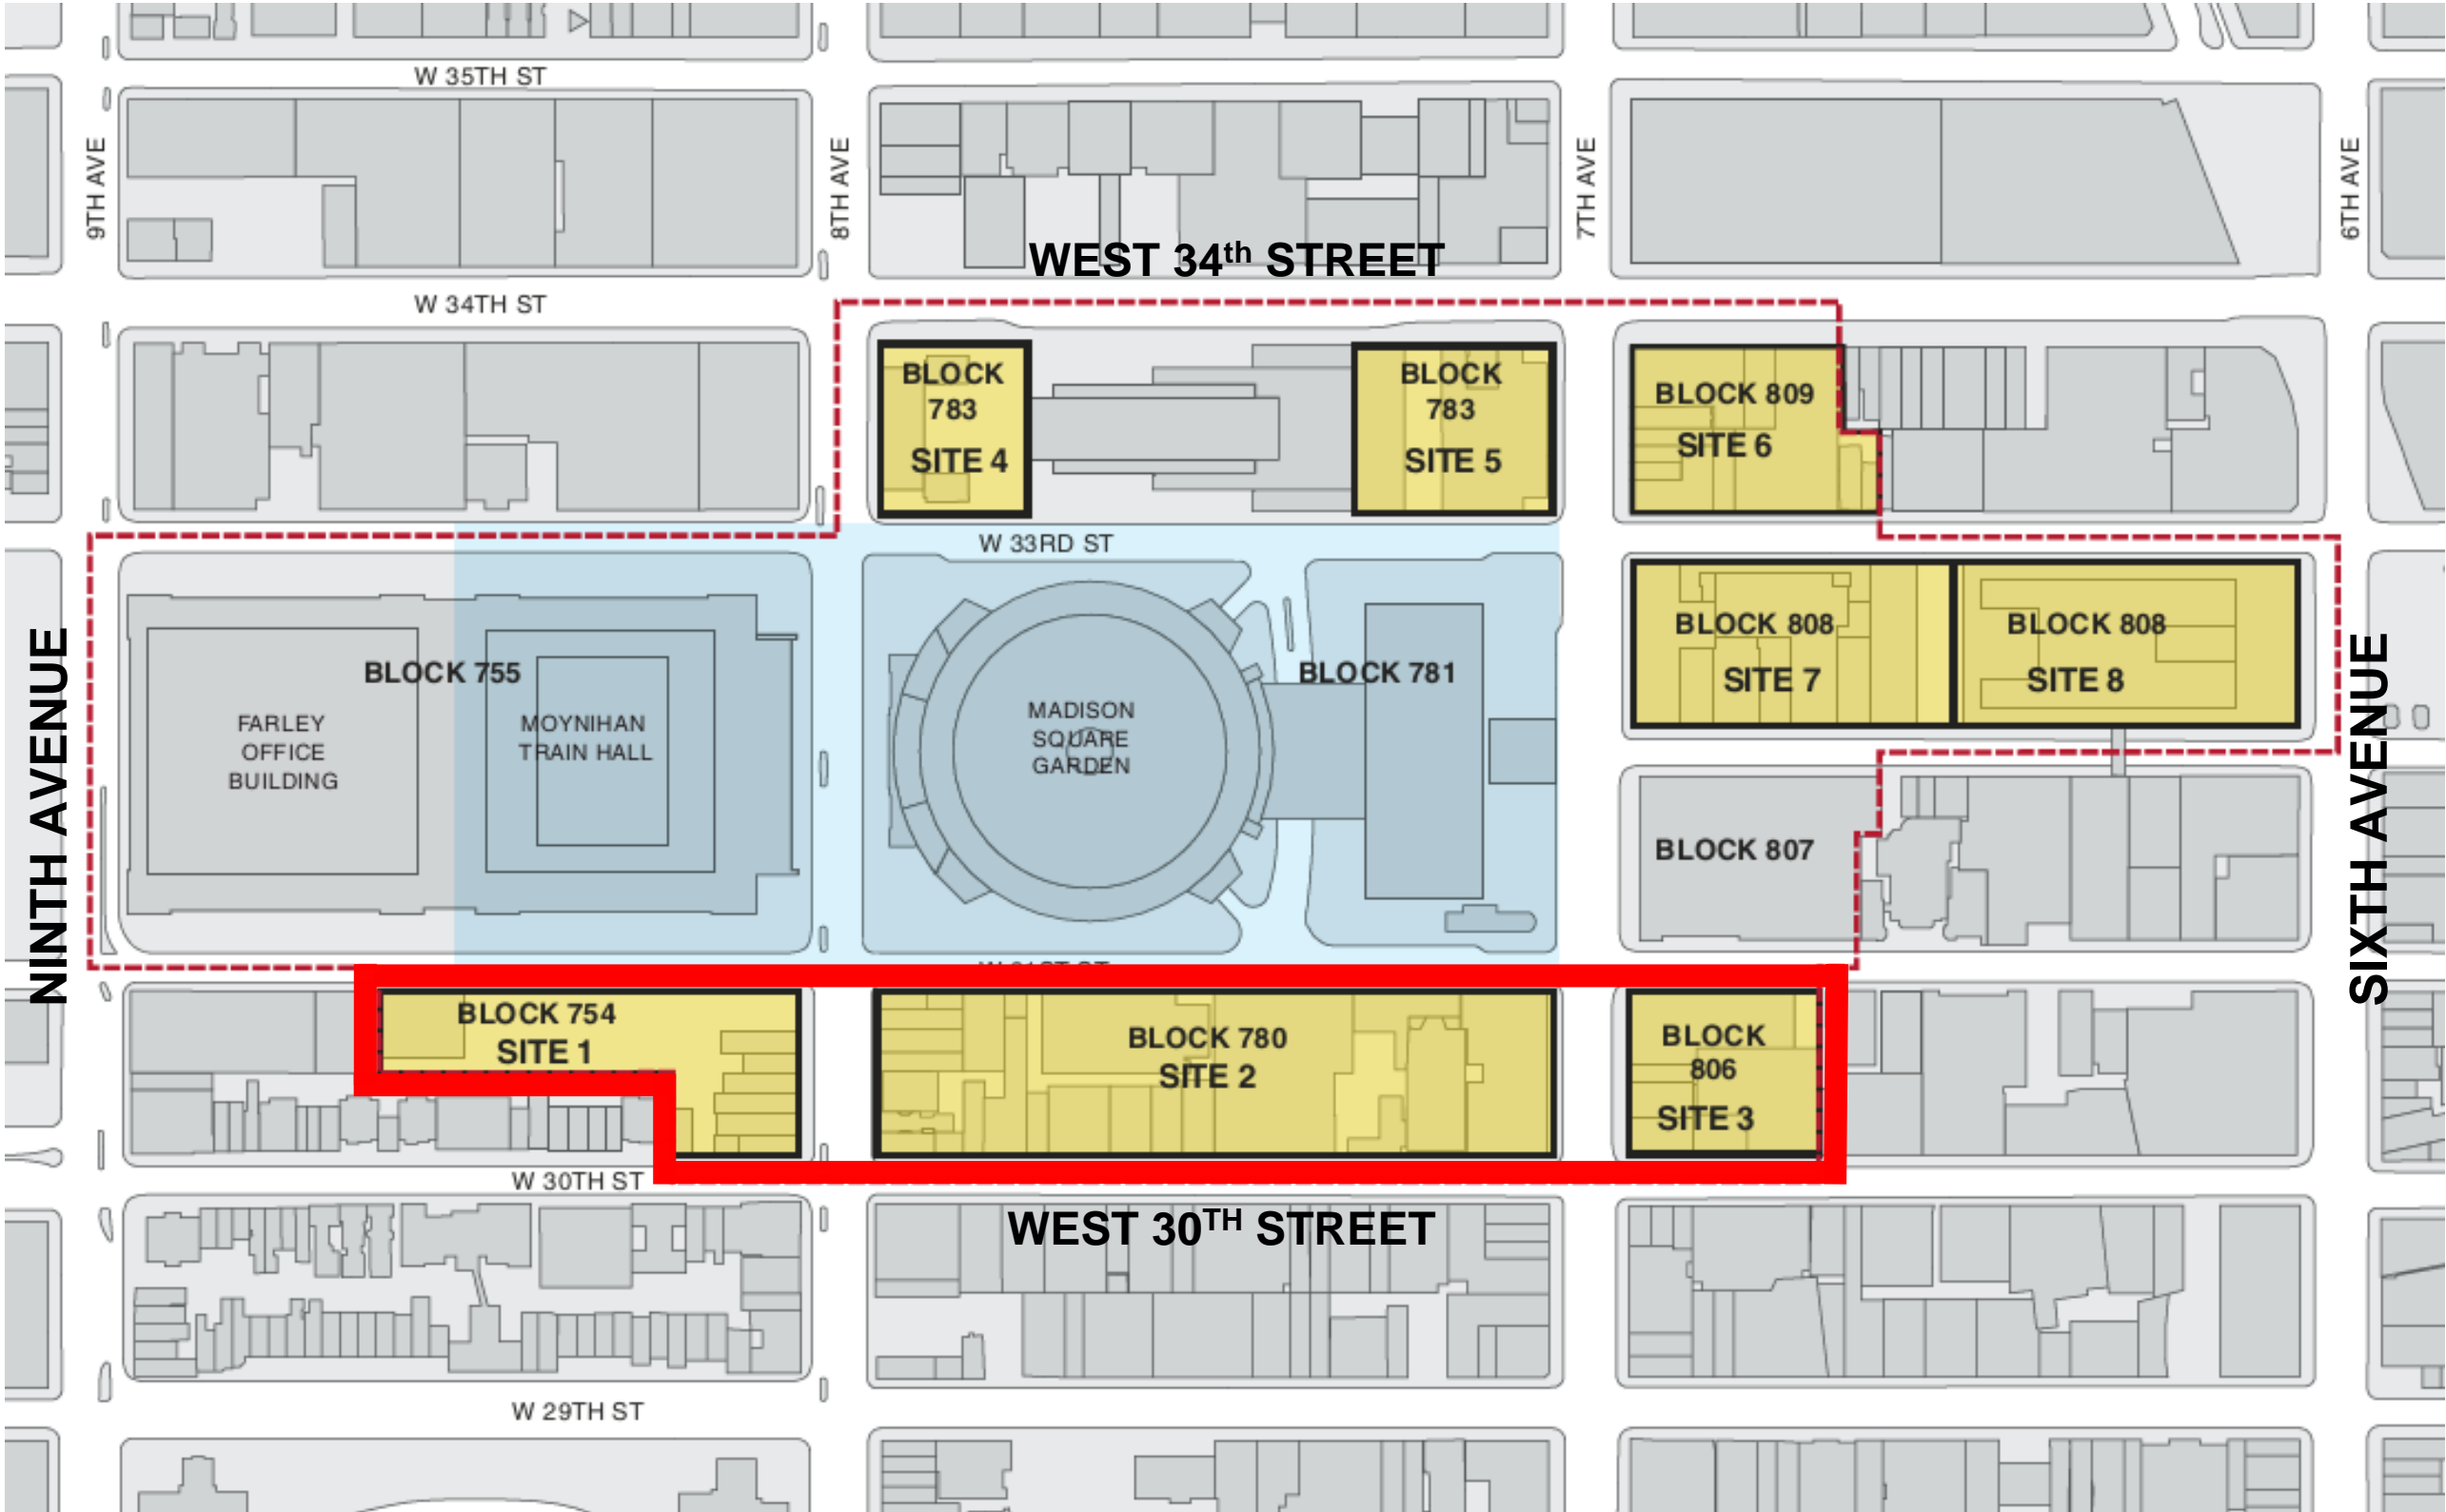 W 35TH ST
9TH AVE
8TH AVE
7TH AVE
6TH AVE
WEST 34th STREET
W 34TH ST
BLOCK
783
SITE 4
BLOCK
783
SITE 5
BLOCK 809
SITE 6
W 33RD ST
NINTH AVENUE
BLOCK 755
FARLEY
OFFICE
BUILDING
MOYNIHAN
TRAIN HALL
MADISON
SQUARE
GARDEN
BLOCK 781
BLOCK 808
SITE 7
BLOCK 808
SITE 8
SIXTH AVENUE
BLOCK 807
BLOCK 754
SITE 1
BLOCK 780
SITE 2
BLOCK
806
SITE 3
W 30TH ST
WEST 30TH STREET
W 29TH ST